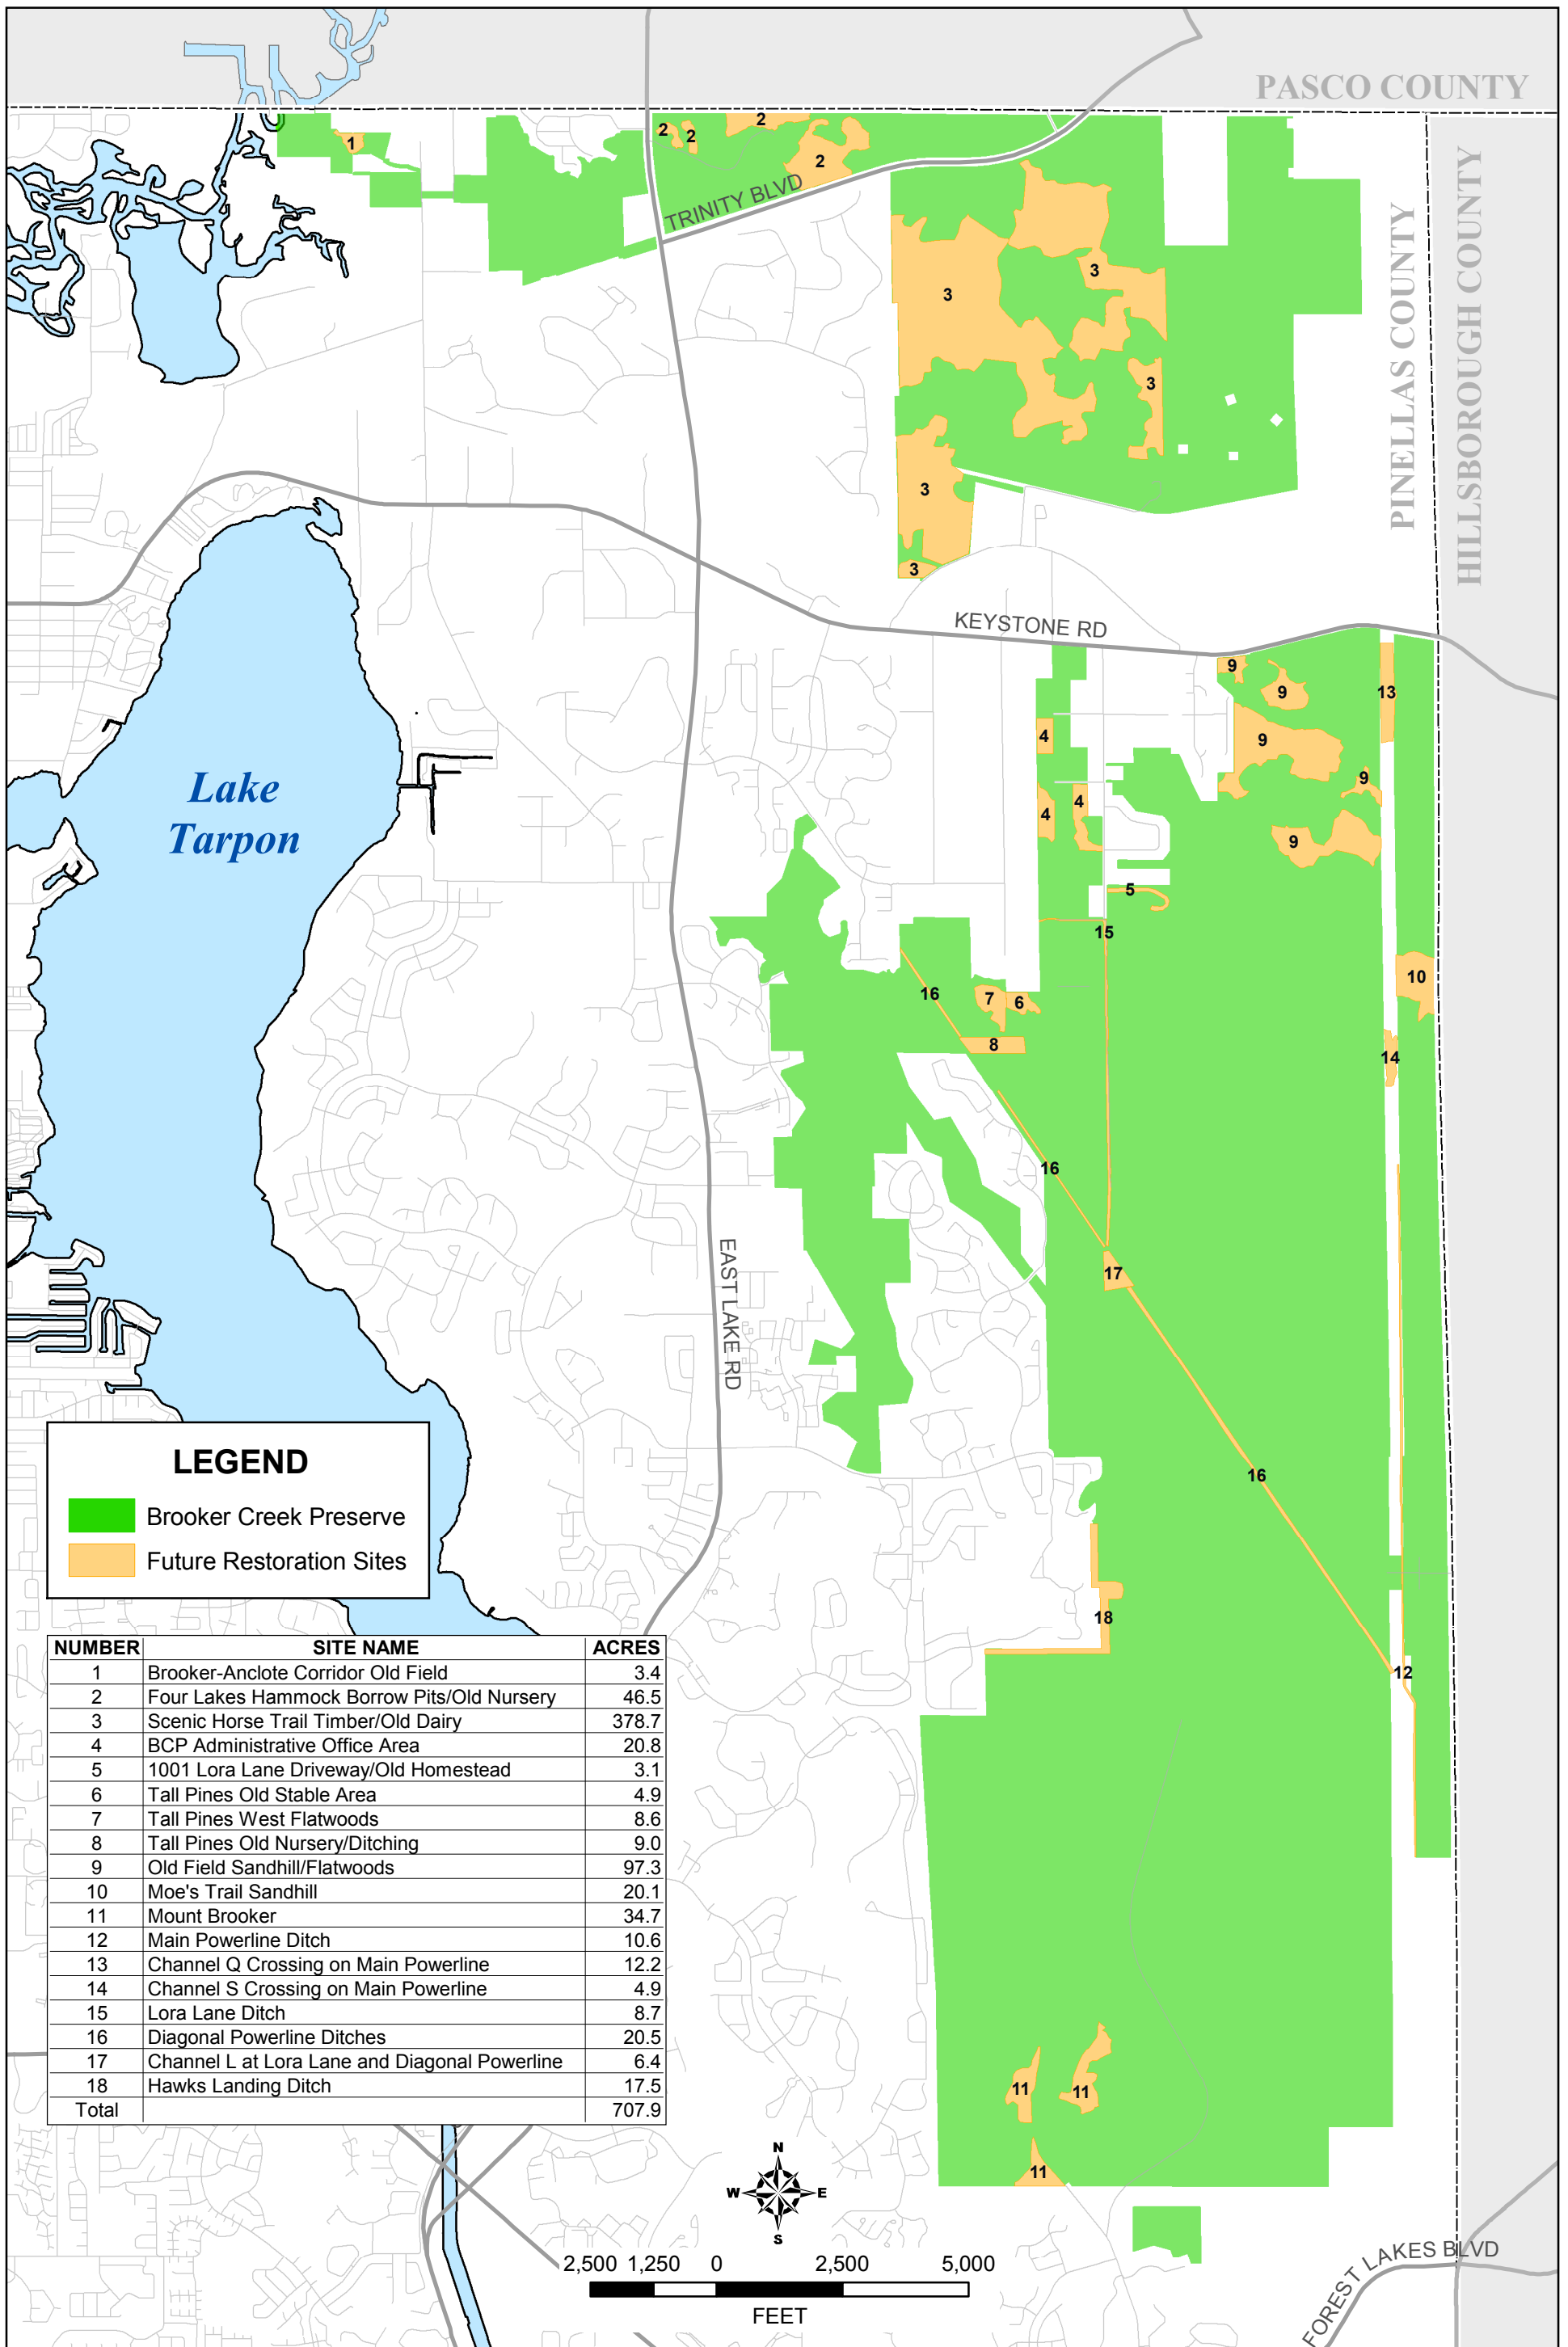 PASCO COUNTY
1
2
2
2
2
TRINITY BLVD
PINELLAS COUNTY
HILLSBOROUGH COUNTY
3
3
3
3
3
KEYSTONE RD
9
9
13
4
9
9
4
4
9
Lake
Tarpon
5
15
10
16
7
6
8
14
16
17
EAST LAKE RD
16
18
12
LEGEND
Brooker Creek Preserve
Future Restoration Sites
NUMBER SITE NAME ACRES
1 Brooker-Anclote Corridor Old Field 3.4
2 Four Lakes Hammock Borrow Pits/Old Nursery 46.5
3 Scenic Horse Trail Timber/Old Dairy 378.7
4 BCP Administrative Office Area 20.8
5 1001 Lora Lane Driveway/Old Homestead 3.1
6 Tall Pines Old Stable Area 4.9
7 Tall Pines West Flatwoods 8.6
8 Tall Pines Old Nursery/Ditching 9.0
9 Old Field Sandhill/Flatwoods 97.3
10 Moe's Trail Sandhill 20.1
11 Mount Brooker 34.7
12 Main Powerline Ditch 10.6
13 Channel Q Crossing on Main Powerline 12.2
14 Channel S Crossing on Main Powerline 4.9
15 Lora Lane Ditch 8.7
16 Diagonal Powerline Ditches 20.5
17 Channel L at Lora Lane and Diagonal Powerline 6.4
18 Hawks Landing Ditch 17.5
Total 707.9
11
11
11
N
W E
S
2,500 1,250 0 2,500 5,000
FEET
FOREST LAKES BLVD